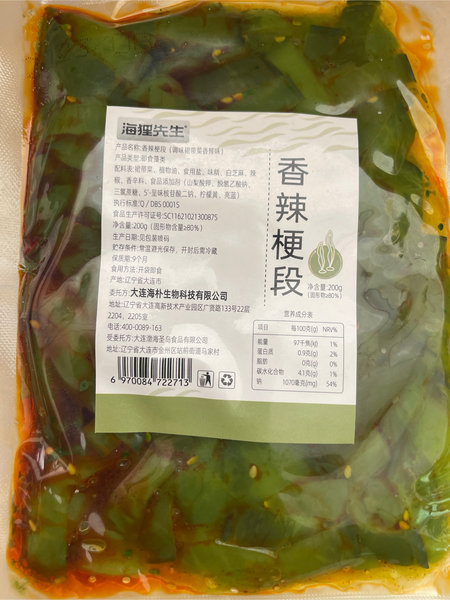 海狸先生
产品名称:香辣梗段(调味裙带菜香辣味)
产品类型:即食藻类
配料表:裙带菜、植物油、食用盐、味精、白芝麻、辣
椒、香辛料、食品添加剂(山梨酸钾、脱氢乙酸钠、
三氯蔗糖、5'-呈味核苷酸二钠、柠檬黄、亮蓝)
执行标准:Q / DBS 0001S
食品生产许可证号:SC11621021300875
净含量:200g(固形物含量≥80%)
生产日期:见包装喷码
贮存条件:常温避光保存,开封后需冷藏
保质期:9个月
食用方法:开袋即食
产地:辽宁省大连市
委托方:大连海朴生物科技有限公司
地址:辽宁省大连高新技术产业园区广贤路133号22层
2204、2205室
电话:400-0089-163
受委托方:大连渤海圣岛食品有限公司
地址:辽宁省大连市金州区站前街道马家村
6 970084 722713
香辣梗段
净含量:200g
(固形物≥80%)
营养成分表
项目 每100克(g) NRV%
能量 97千焦(kJ) 1%
蛋白质 0.9克(g) 2%
脂肪 0克(g) 0%
碳水化合物 4.1克(g) 1%
钠 1070毫克(mg) 54%